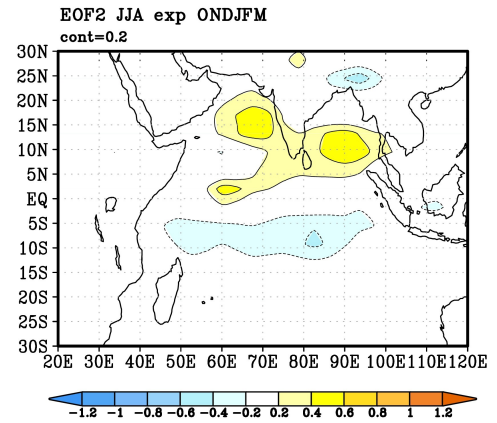 EOF2 JJA exp ONDJFM
cont=0.2
30N
25N
20N
15N
10N
5N
EQ
5S
10S
15S
20S
25S
30S
20E 30E 40E 50E 60E 70E 80E 90E 100E 110E 120E
-1.2 -1 -0.8 -0.6 -0.4 -0.2 0.2 0.4 0.6 0.8 1 1.2